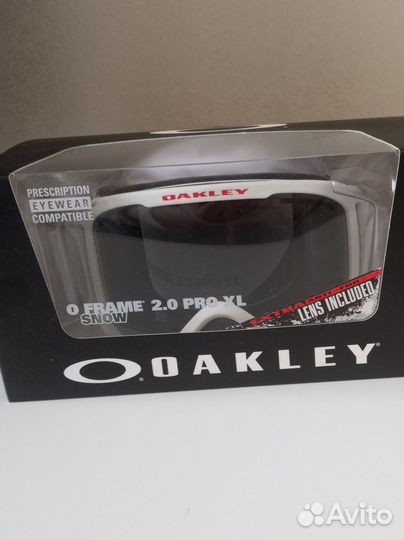 PRESCRIPTION
EYEWEAR
COMPATIBLE
OAKLEY
O FRAME® 2.0 PRO XL
SNOW
LENS INCLUDED
OAKLEY®
Avito